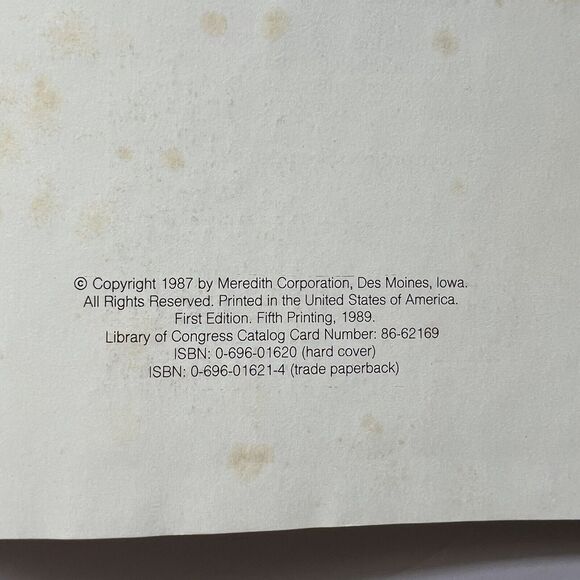 © Copyright 1987 by Meredith Corporation, Des Moines, Iowa.
All Rights Reserved. Printed in the United States of America.
First Edition. Fifth Printing, 1989.
Library of Congress Catalog Card Number: 86-62169
ISBN: 0-696-01620 (hard cover)
ISBN: 0-696-01621-4 (trade paperback)